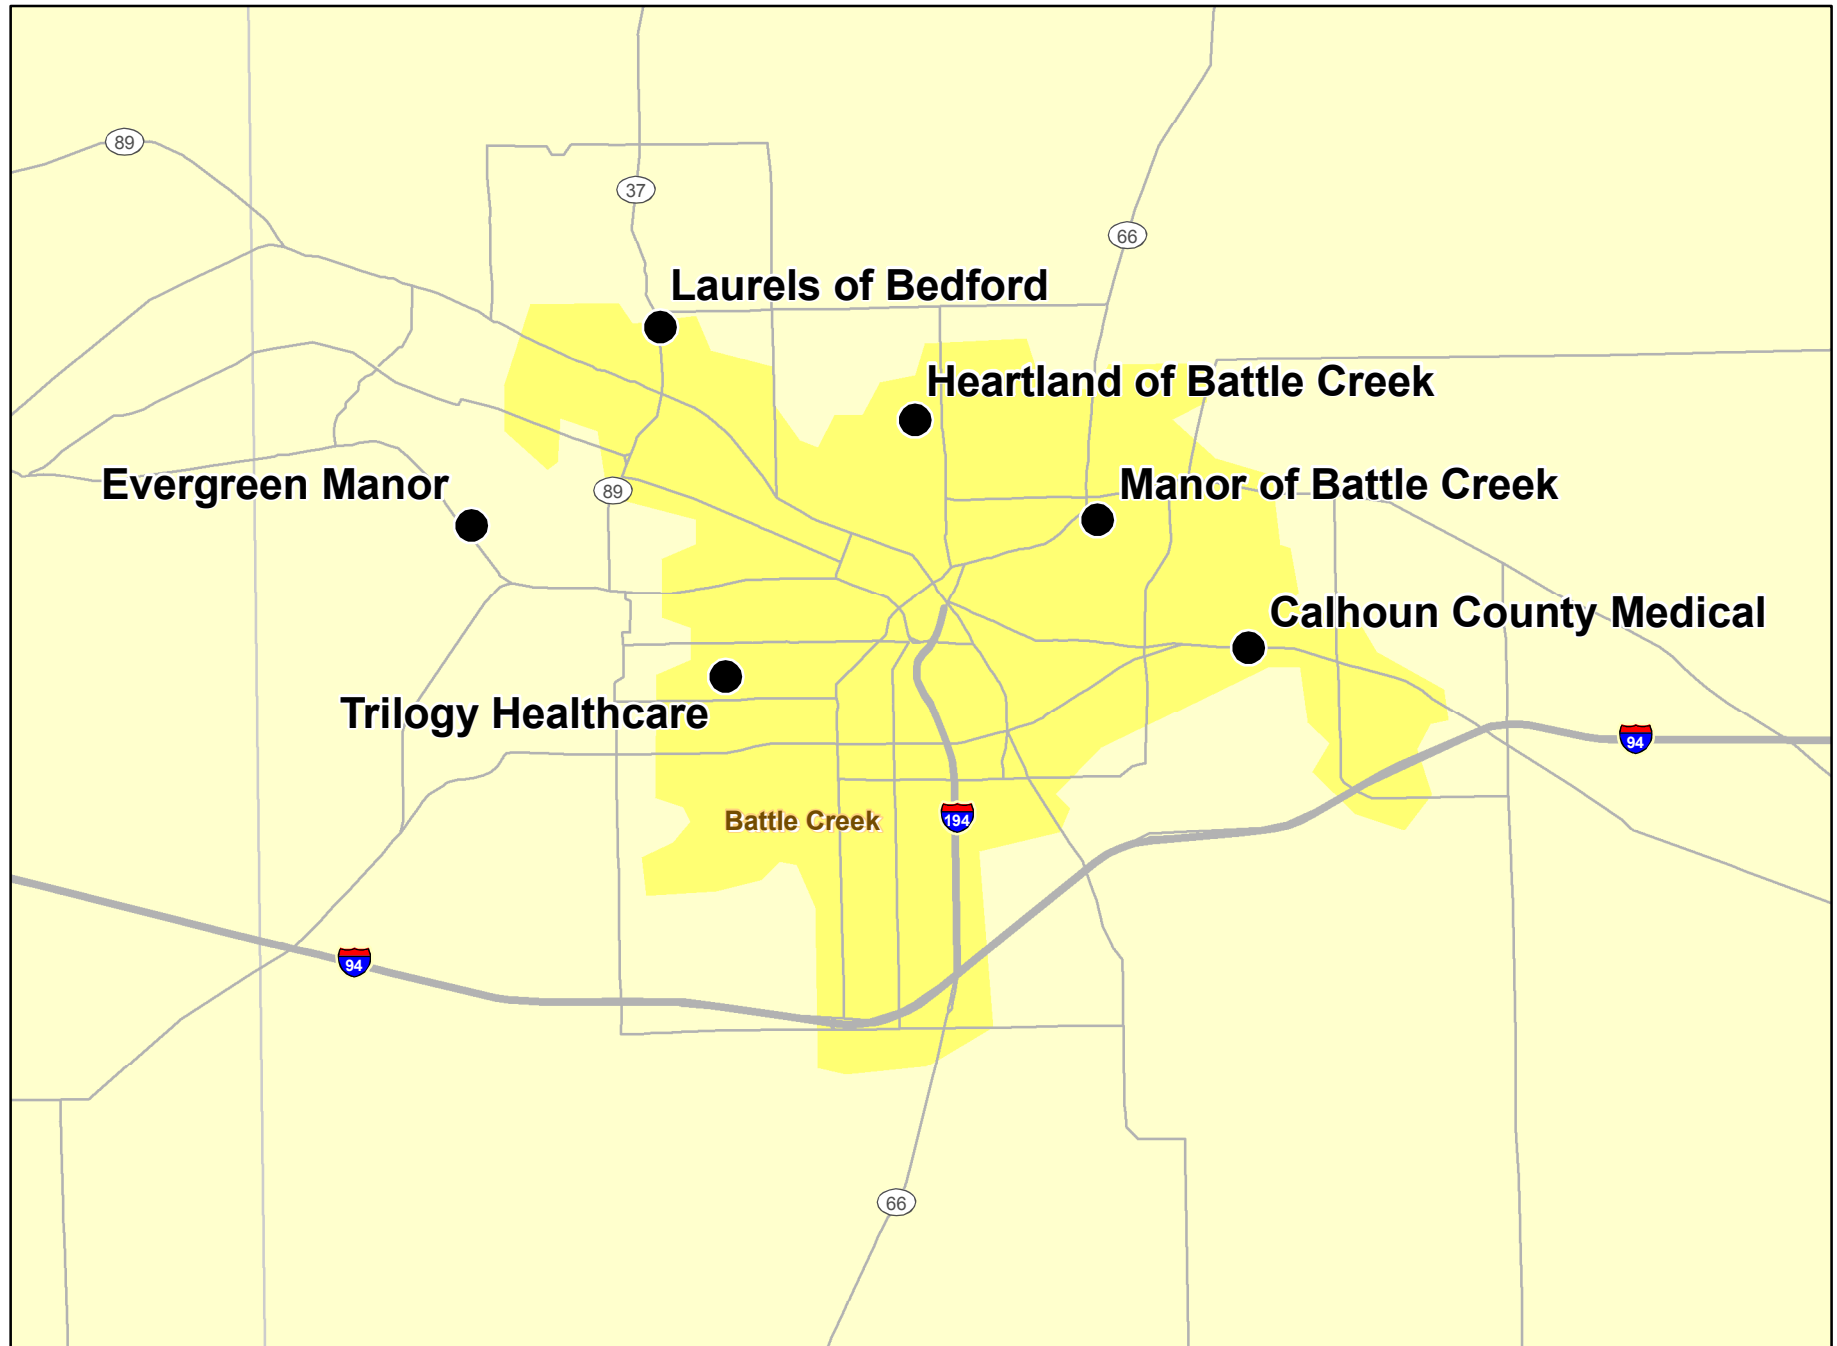 89
37
66
Laurels of Bedford
Heartland of Battle Creek
Evergreen Manor
89
Manor of Battle Creek
Calhoun County Medical
Trilogy Healthcare
94
Battle Creek
194
94
66